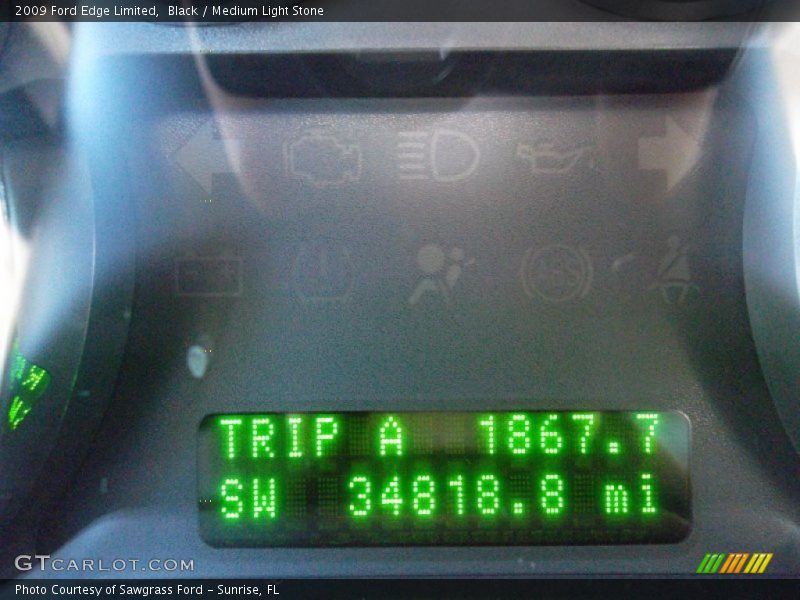 2009 Ford Edge Limited,  Black / Medium Light Stone
TRIP A 1867.7
SW 34818.8 mi
GTCARLOT.COM
Photo Courtesy of Sawgrass Ford - Sunrise, FL